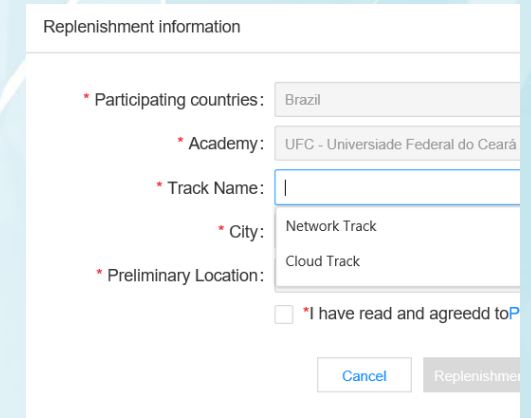 Replenishment information
* Participating countries: Brazil
* Academy: UFC - Universiade Federal do Ceará
* Track Name:
* City: Network Track
Cloud Track
* Preliminary Location:
*I have read and agreedd to
Cancel